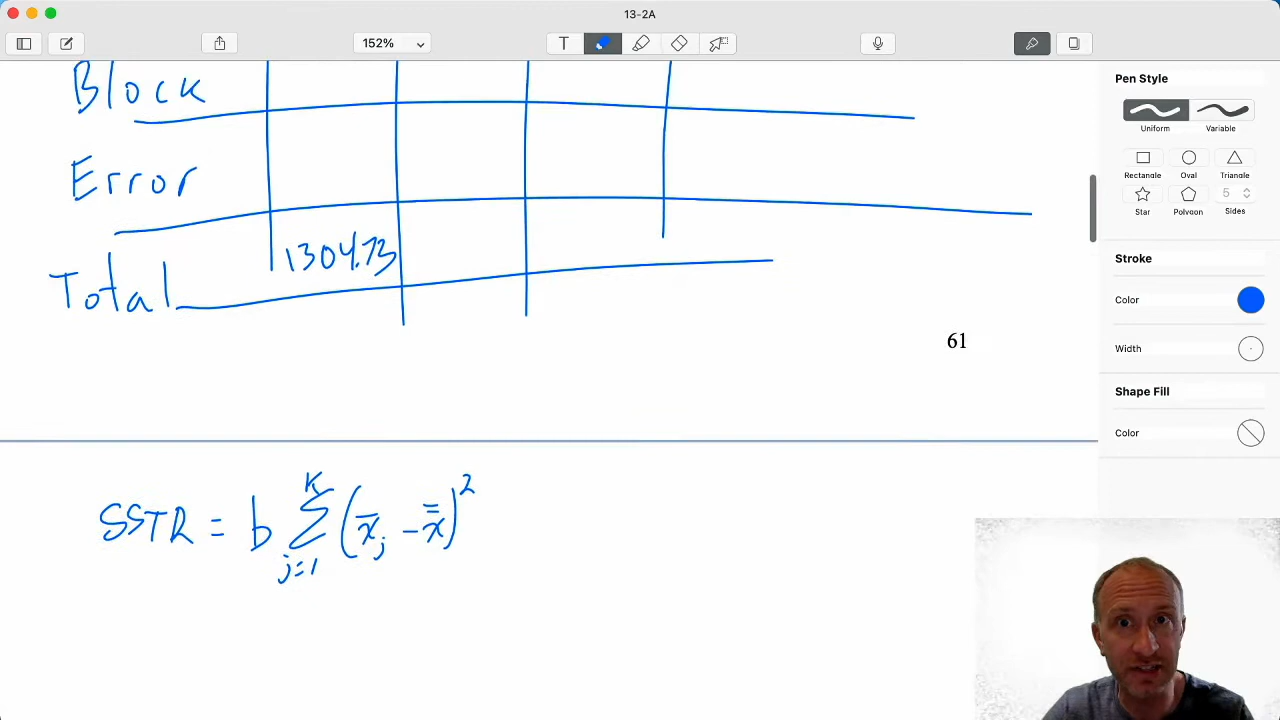 13-2A
152%
T
Pen Style
Uniform
Variable
Rectangle
Oval
Triangle
Star
Polygon
5
Sides
Stroke
Color
Width
Shape Fill
Color
Block
Error
Total 1304.73
61
SSTR = b ∑_{j=1}^{K} (x̄_j - x̿)²